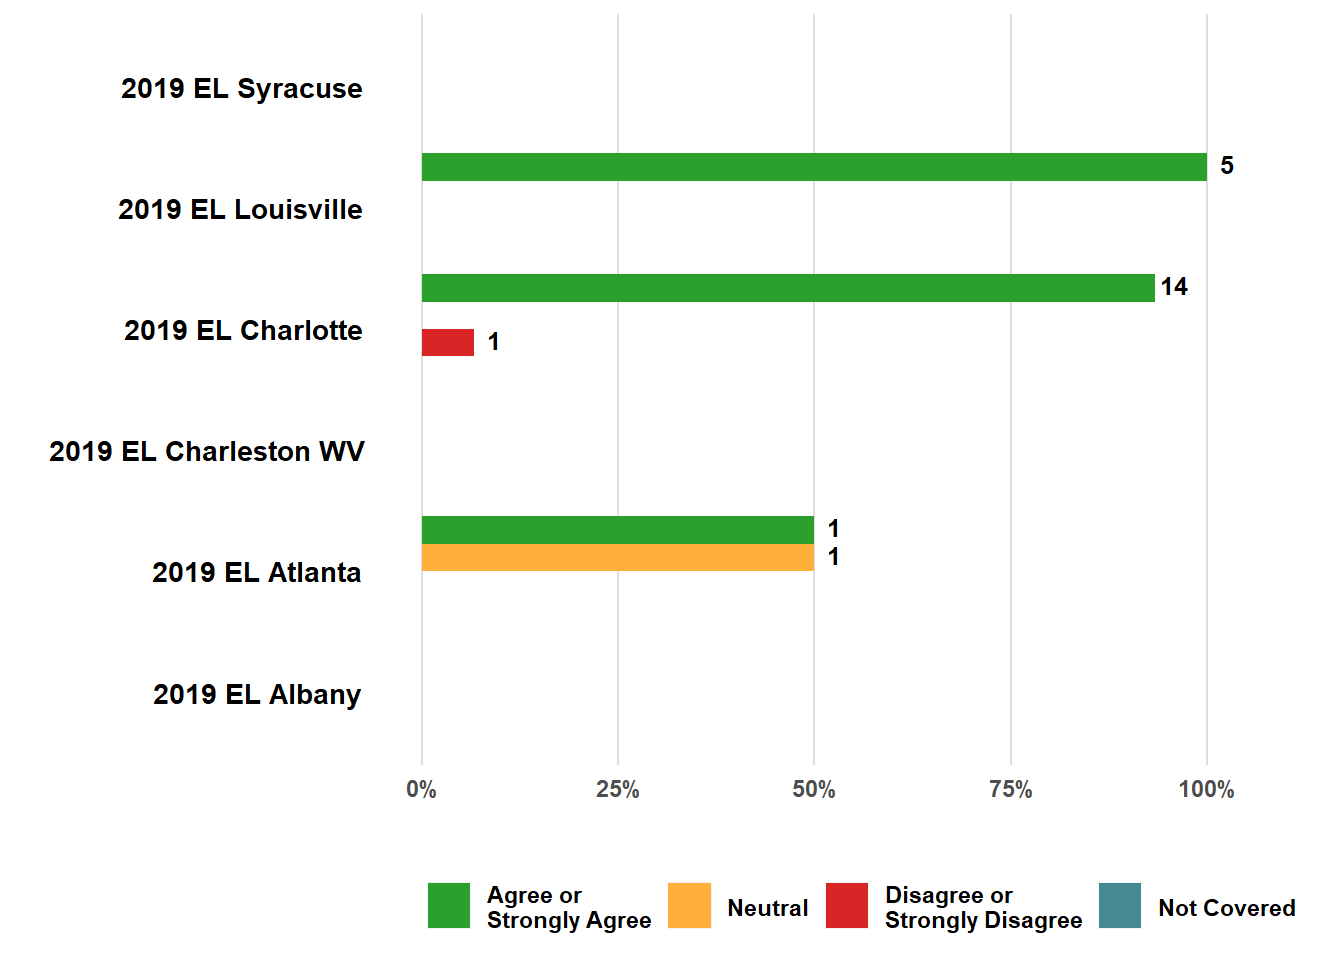 2019 EL Syracuse
5
2019 EL Louisville
14
2019 EL Charlotte
1
2019 EL Charleston WV
1
1
2019 EL Atlanta
2019 EL Albany
0% 25% 50% 75% 100%
Agree or
Strongly Agree
Neutral
Disagree or
Strongly Disagree
Not Covered